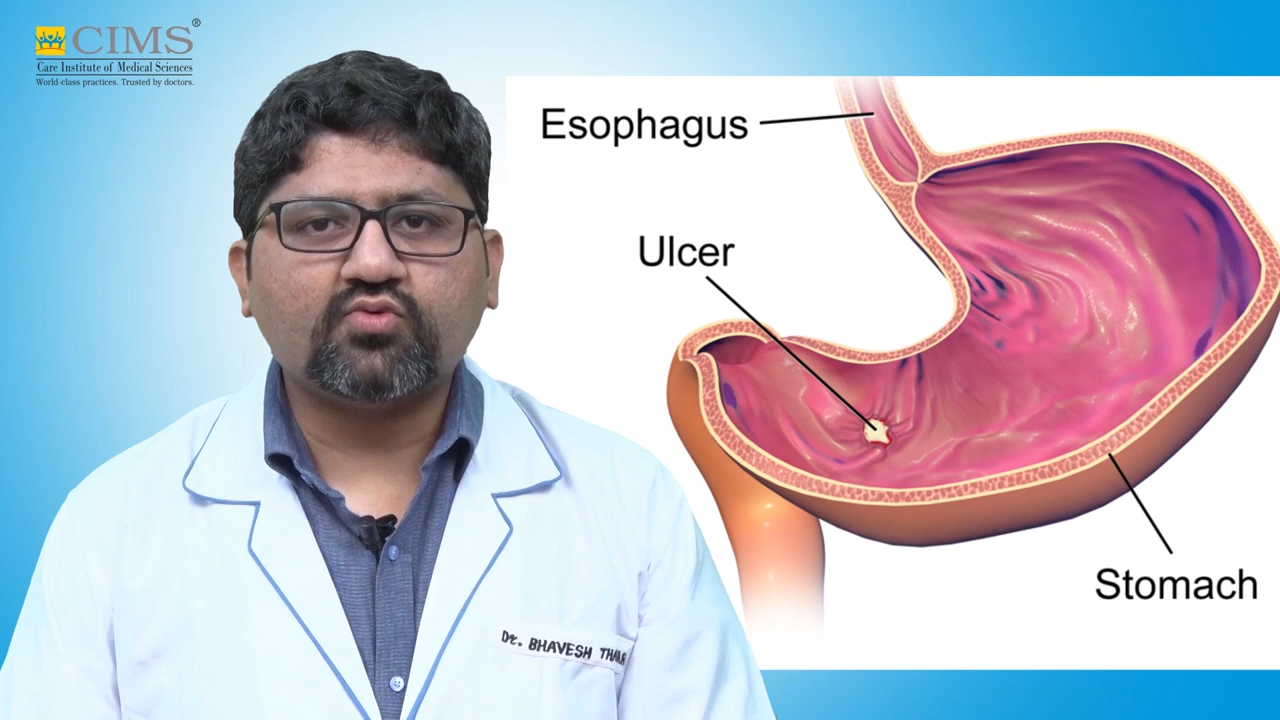 CIMS®
Care Institute of Medical Sciences
World-class practices. Trusted by doctors.
Esophagus
Ulcer
Stomach
Dr. BHAVESH